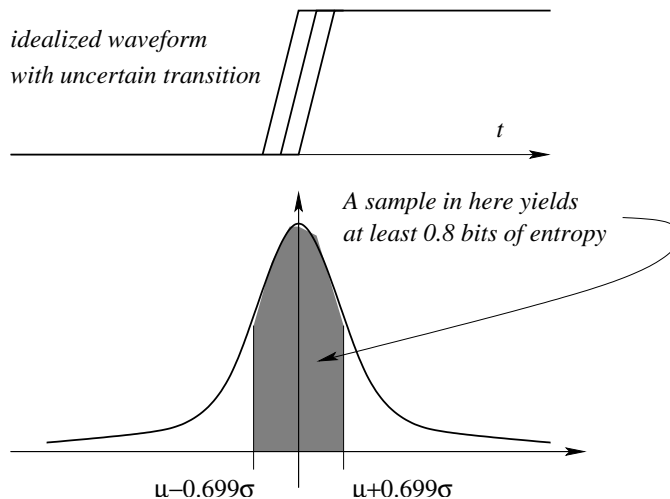 idealized waveform
with uncertain transition
t
A sample in here yields
at least 0.8 bits of entropy
μ−0.699σ
μ+0.699σ